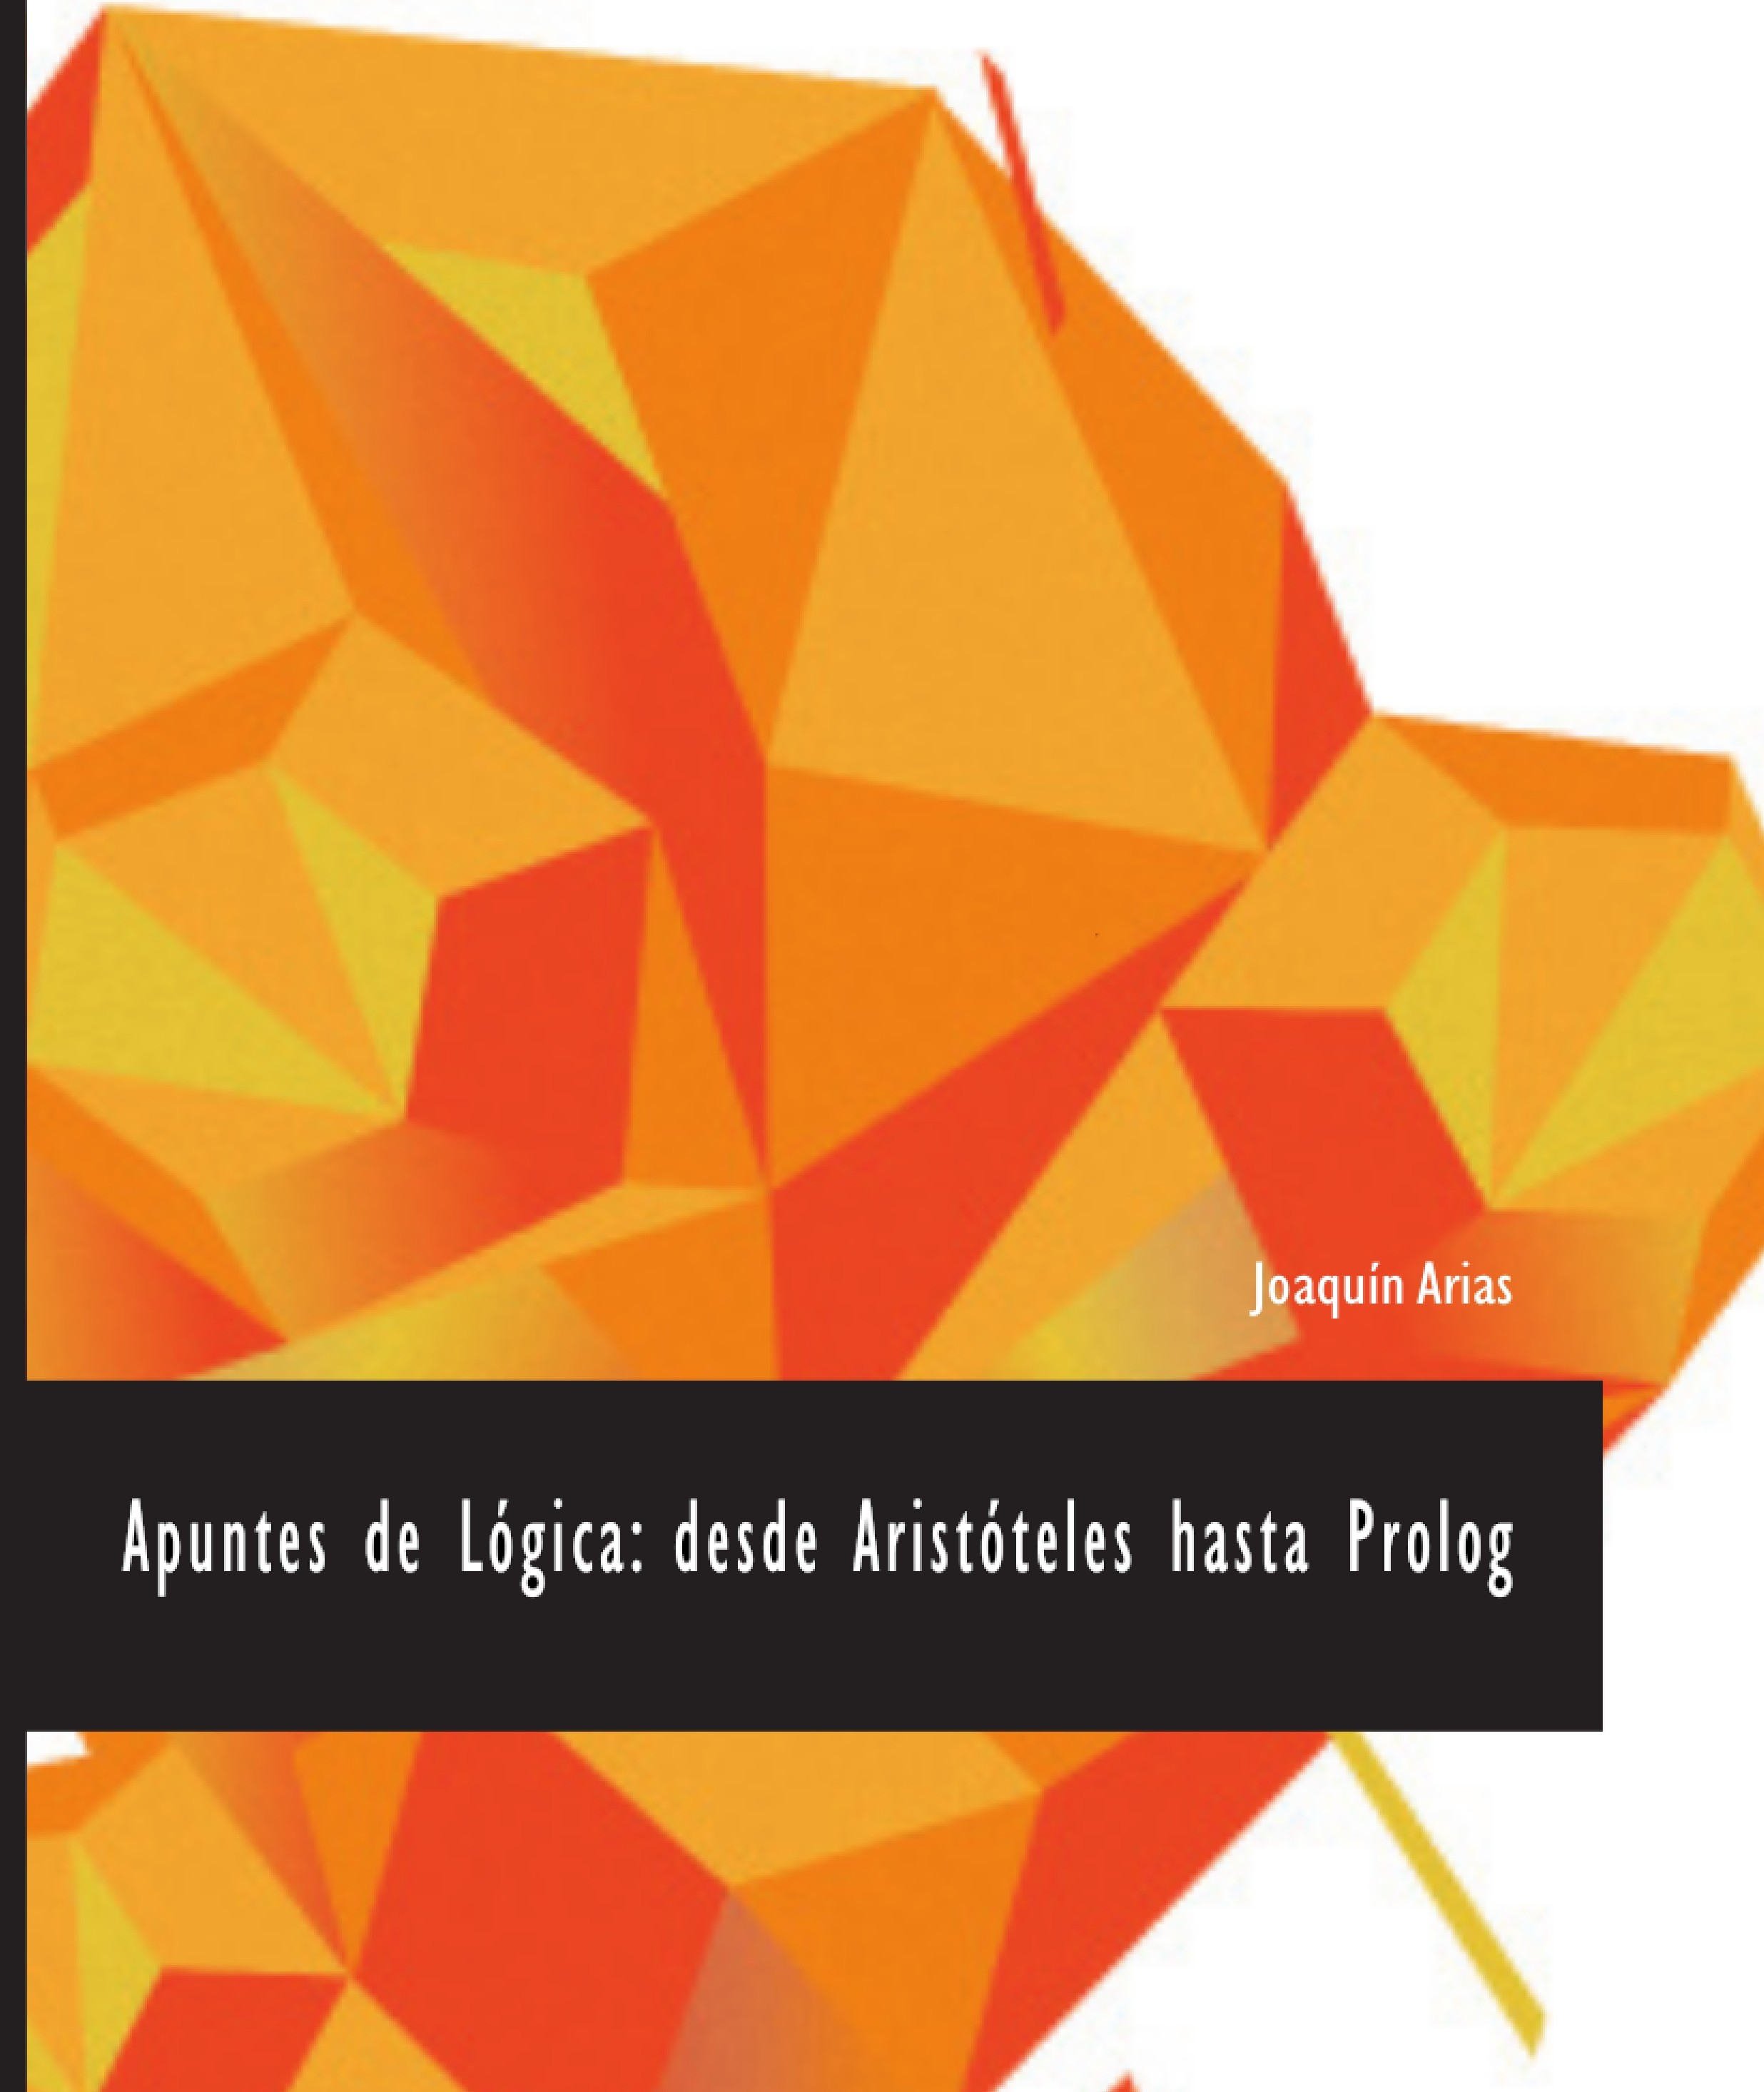 Joaquín Arias
Apuntes de Lógica: desde Aristóteles hasta Prolog